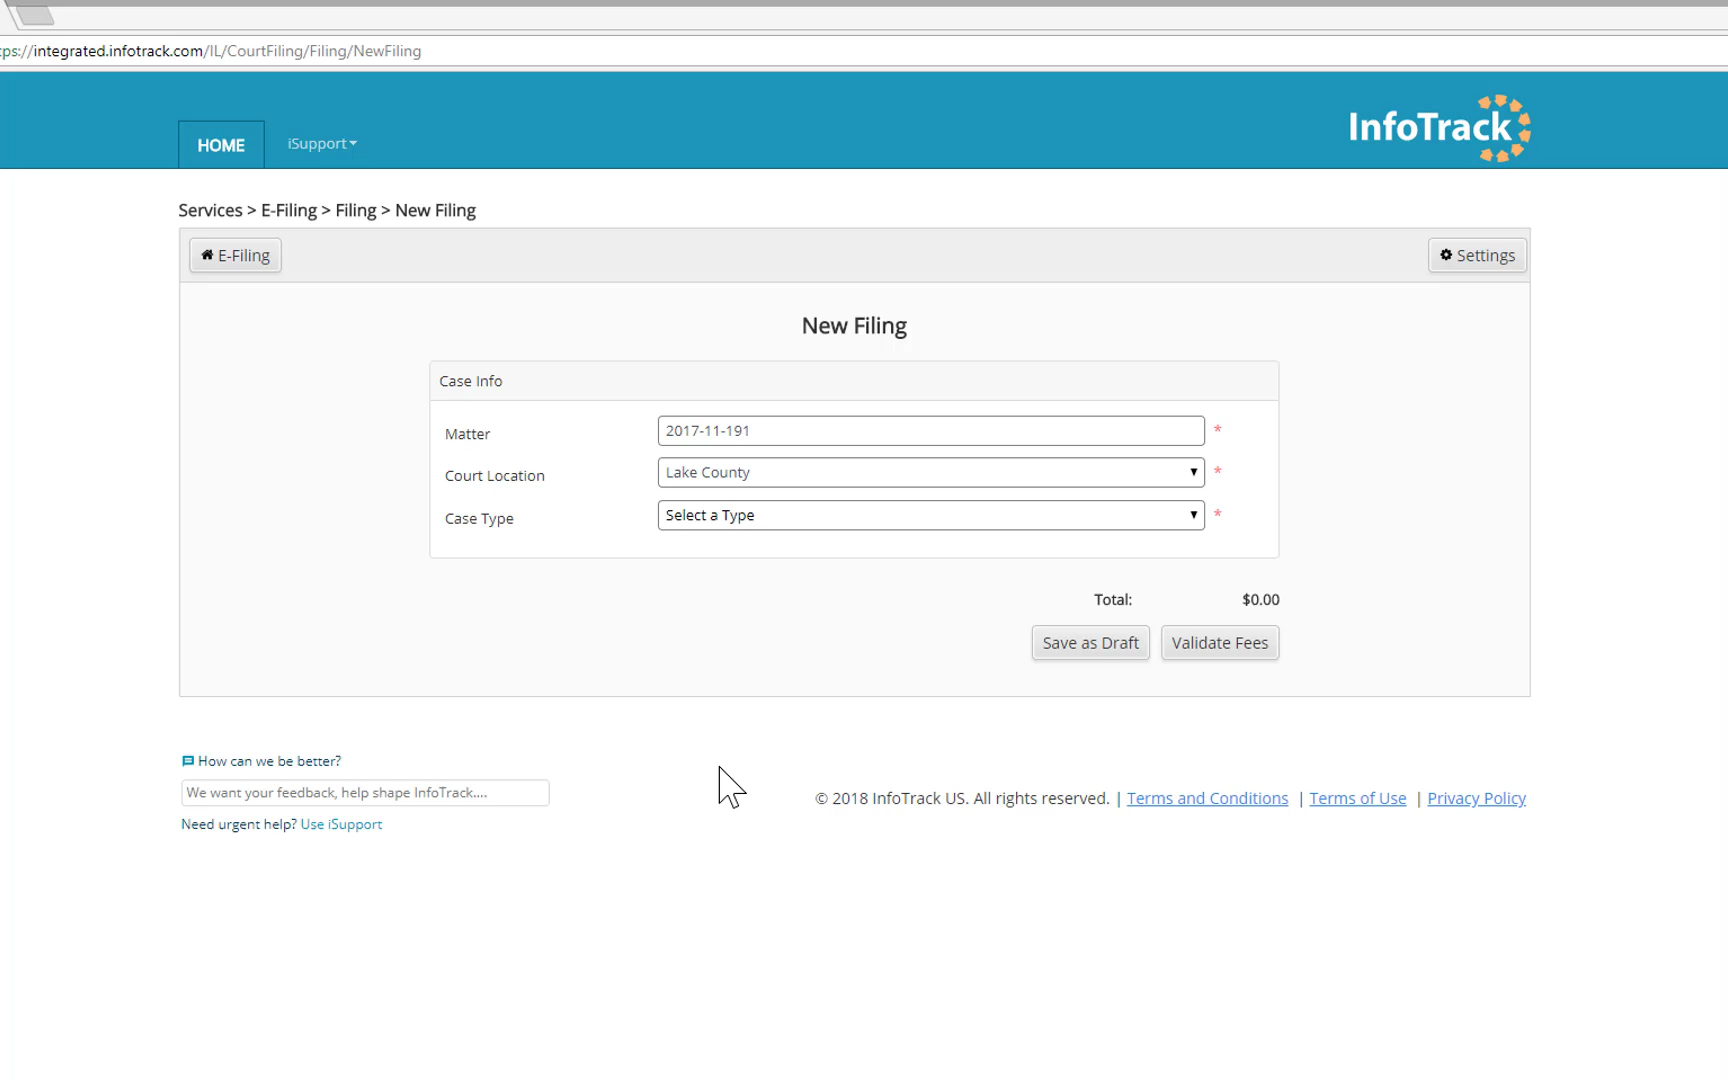 tps://integrated.infotrack.com/IL/CourtFiling/Filing/NewFiling
HOME
iSupport
InfoTrack
Services > E-Filing > Filing > New Filing
E-Filing
Settings
New Filing
Case Info
Matter
2017-11-191
*
Court Location
Lake County
*
Case Type
Select a Type
*
Total:
$0.00
Save as Draft
Validate Fees
How can we be better?
We want your feedback, help shape InfoTrack....
Need urgent help? Use iSupport
© 2018 InfoTrack US. All rights reserved. | Terms and Conditions | Terms of Use | Privacy Policy